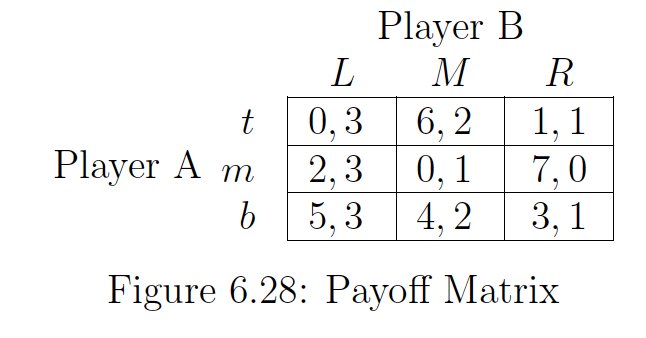 Player B
L M R
t 0, 3 6, 2 1, 1
Player A m 2, 3 0, 1 7, 0
b 5, 3 4, 2 3, 1
Figure 6.28: Payoff Matrix